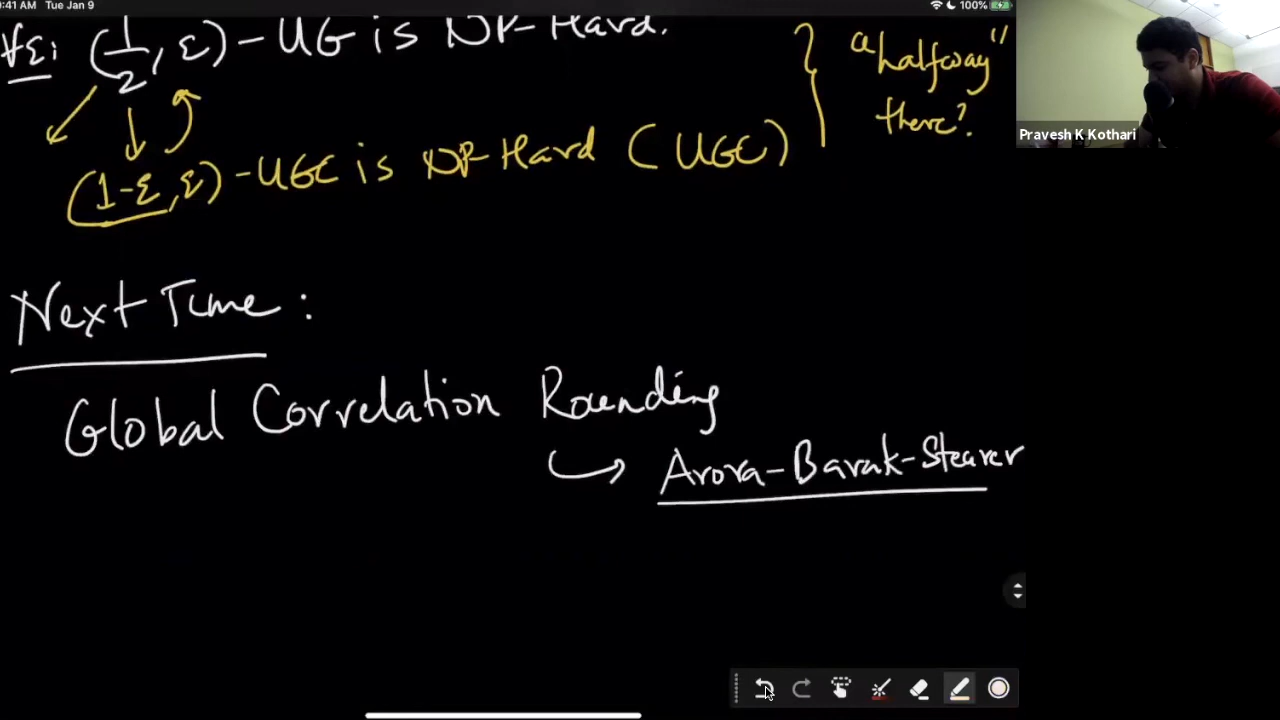 :41 AM Tue Jan 9
100%
∀ε: (1/2, ε) - UG is NP-Hard.
"halfway"
there?
(1-ε, ε) - UGC is NP-Hard (UGC)
Pravesh K Kothari
Next Time:
Global Correlation Rounding
↪ Arora-Barak-Steurer